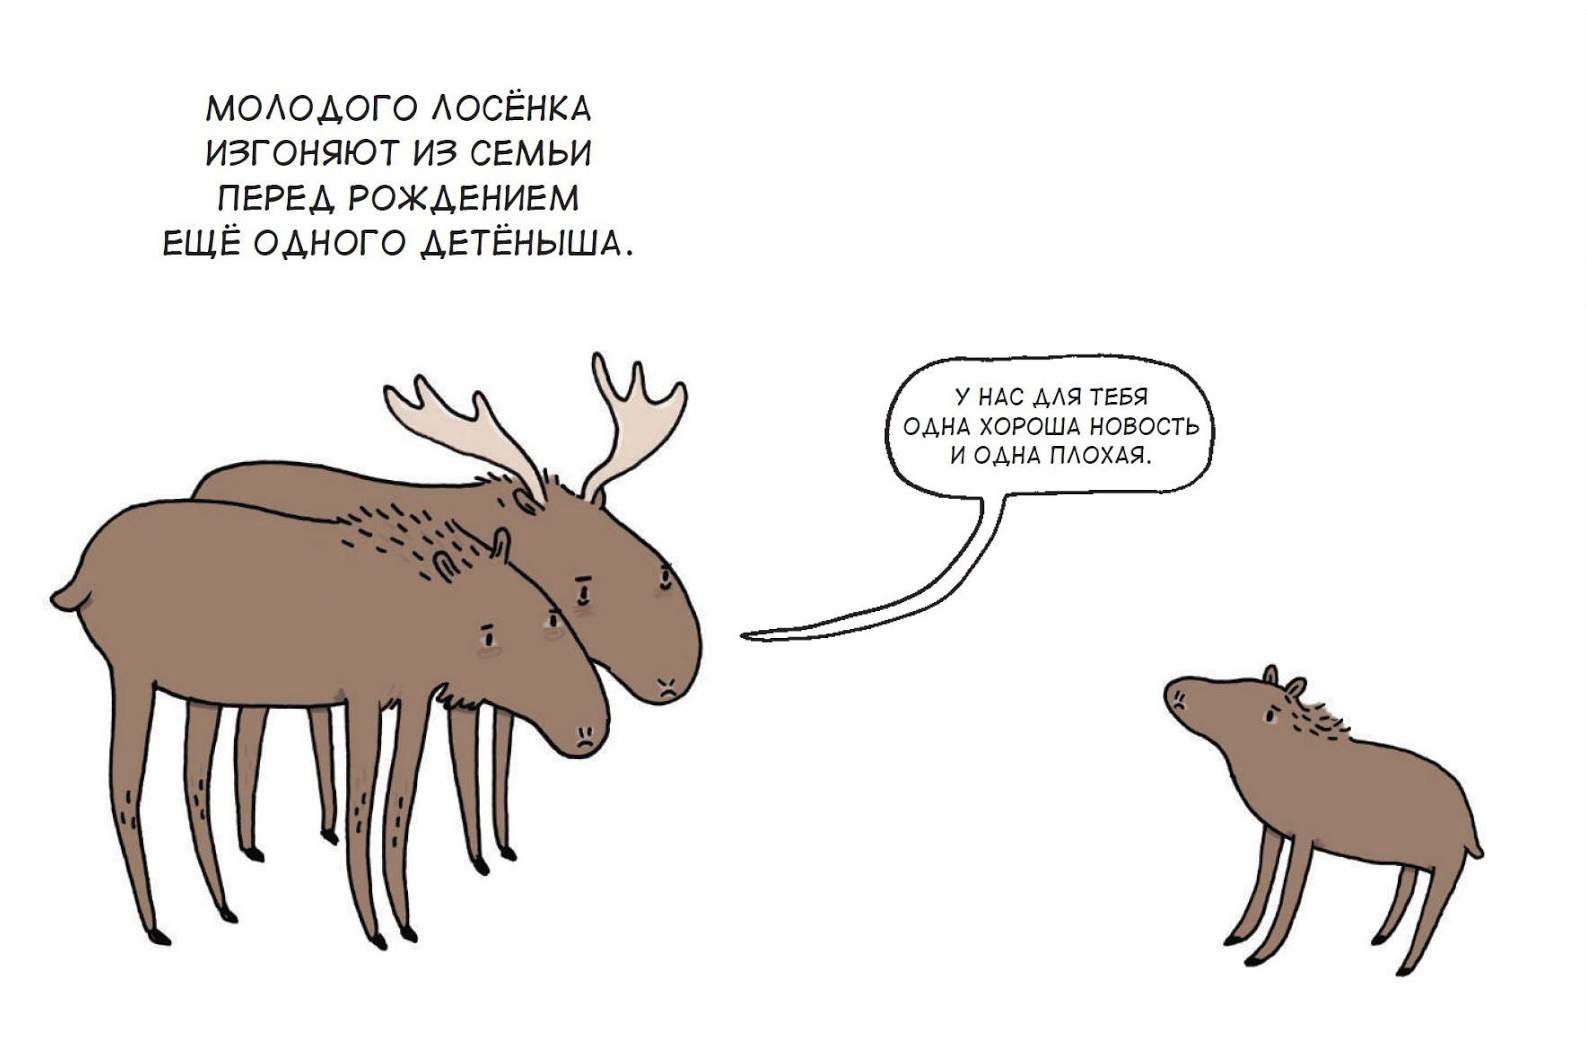 МОЛОДОГО ЛОСЁНКА
ИЗГОНЯЮТ ИЗ СЕМЬИ
ПЕРЕД РОЖДЕНИЕМ
ЕЩЁ ОДНОГО ДЕТЁНЫША.
У НАС ДЛЯ ТЕБЯ
ОДНА ХОРОША НОВОСТЬ
И ОДНА ПЛОХАЯ.